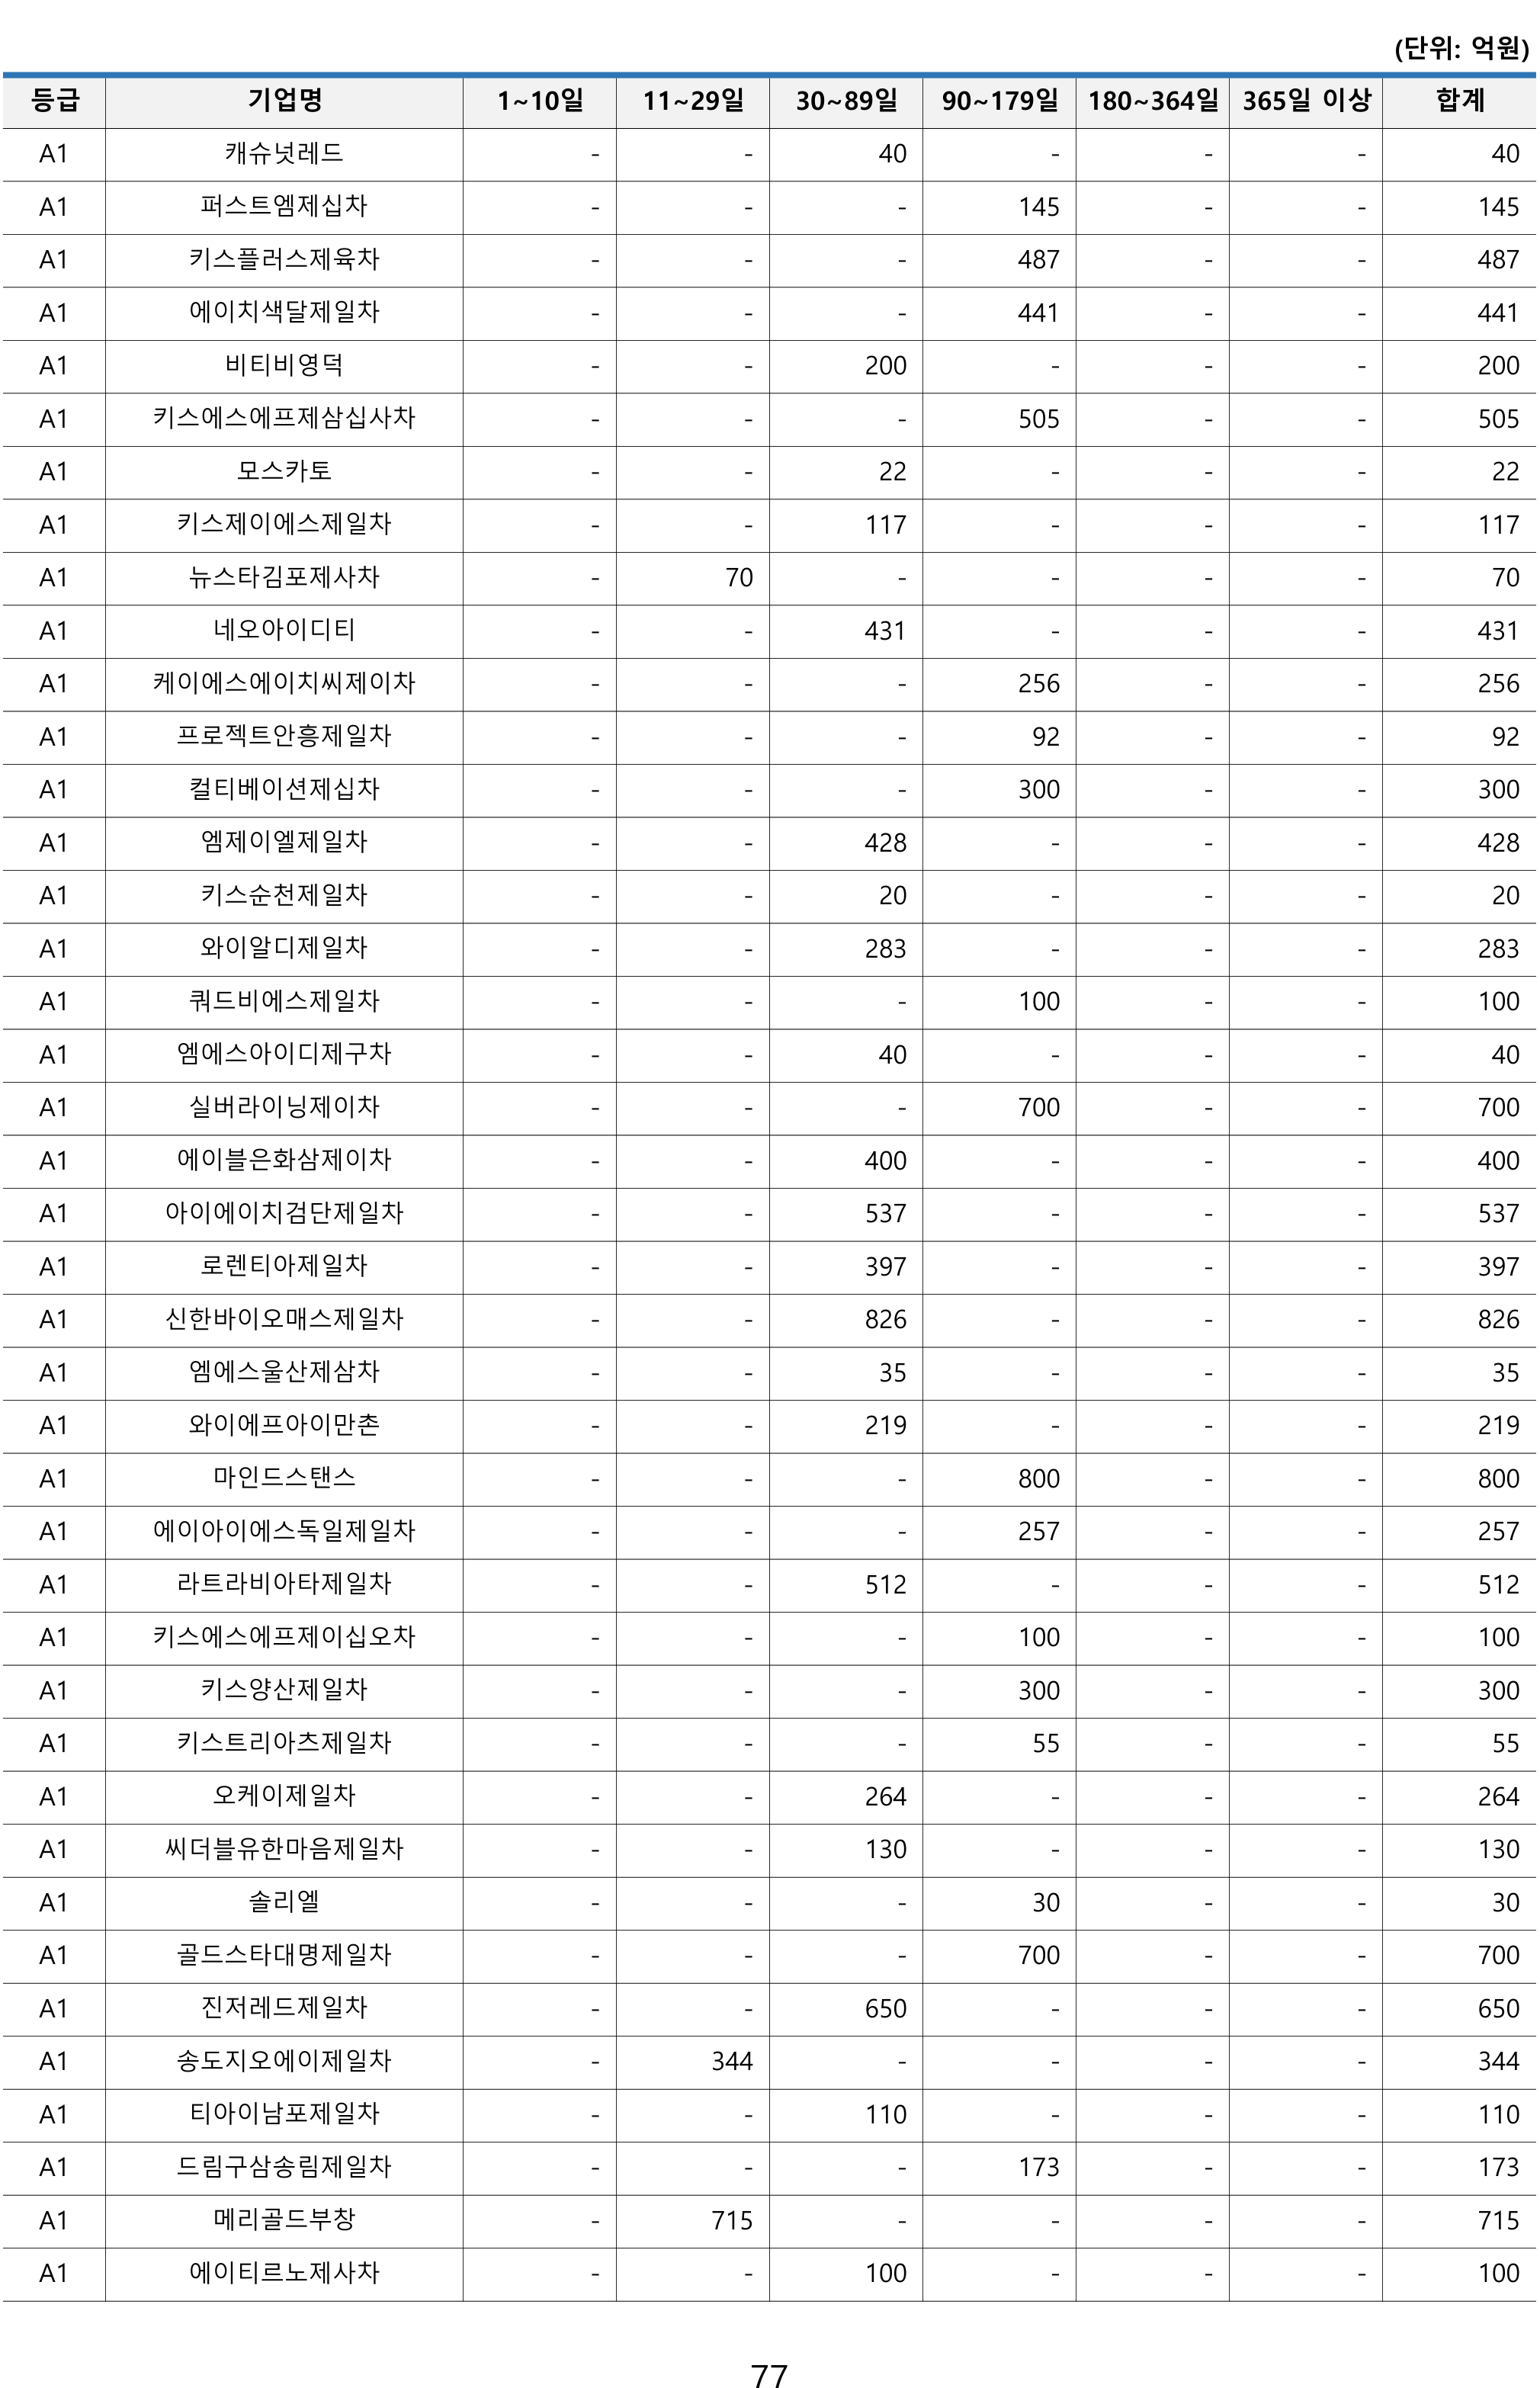 (단위: 억원)
등급 기업명 1~10일 11~29일 30~89일 90~179일 180~364일 365일 이상 합계
A1 캐슈넛레드 - - 40 - - - 40
A1 퍼스트엠제십차 - - - 145 - - 145
A1 키스플러스제육차 - - - 487 - - 487
A1 에이치색달제일차 - - - 441 - - 441
A1 비티비영덕 - - 200 - - - 200
A1 키스에스에프제삼십사차 - - - 505 - - 505
A1 모스카토 - - 22 - - - 22
A1 키스제이에스제일차 - - 117 - - - 117
A1 뉴스타김포제사차 - 70 - - - - 70
A1 네오아이디티 - - 431 - - - 431
A1 케이에스에이치씨제이차 - - - 256 - - 256
A1 프로젝트안흥제일차 - - - 92 - - 92
A1 컬티베이션제십차 - - - 300 - - 300
A1 엠제이엘제일차 - - 428 - - - 428
A1 키스순천제일차 - - 20 - - - 20
A1 와이알디제일차 - - 283 - - - 283
A1 쿼드비에스제일차 - - - 100 - - 100
A1 엠에스아이디제구차 - - 40 - - - 40
A1 실버라이닝제이차 - - - 700 - - 700
A1 에이블은화삼제이차 - - 400 - - - 400
A1 아이에이치검단제일차 - - 537 - - - 537
A1 로렌티아제일차 - - 397 - - - 397
A1 신한바이오매스제일차 - - 826 - - - 826
A1 엠에스울산제삼차 - - 35 - - - 35
A1 와이에프아이만촌 - - 219 - - - 219
A1 마인드스탠스 - - - 800 - - 800
A1 에이아이에스독일제일차 - - - 257 - - 257
A1 라트라비아타제일차 - - 512 - - - 512
A1 키스에스에프제이십오차 - - - 100 - - 100
A1 키스양산제일차 - - - 300 - - 300
A1 키스트리아츠제일차 - - - 55 - - 55
A1 오케이제일차 - - 264 - - - 264
A1 씨더블유한마음제일차 - - 130 - - - 130
A1 솔리엘 - - - 30 - - 30
A1 골드스타대명제일차 - - - 700 - - 700
A1 진저레드제일차 - - 650 - - - 650
A1 송도지오에이제일차 - 344 - - - - 344
A1 티아이남포제일차 - - 110 - - - 110
A1 드림구삼송림제일차 - - - 173 - - 173
A1 메리골드부창 - 715 - - - - 715
A1 에이티르노제사차 - - 100 - - - 100
77